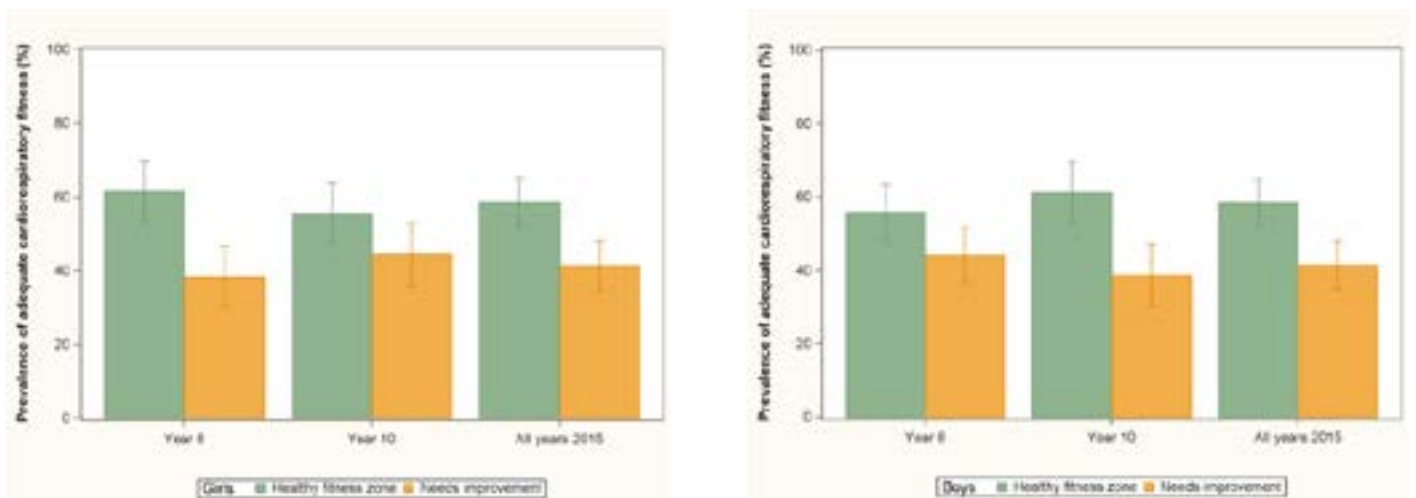 Prevalence of adequate cardiorespiratory fitness (%)
100
80
60
40
20
0
Year
Year 10
All years 2015
Girls Healthy fitness zone Needs improvement
Prevalence of adequate cardiorespiratory fitness (%)
100
80
60
40
20
0
Year
Year 10
All years 2015
Boys Healthy fitness zone Needs improvement